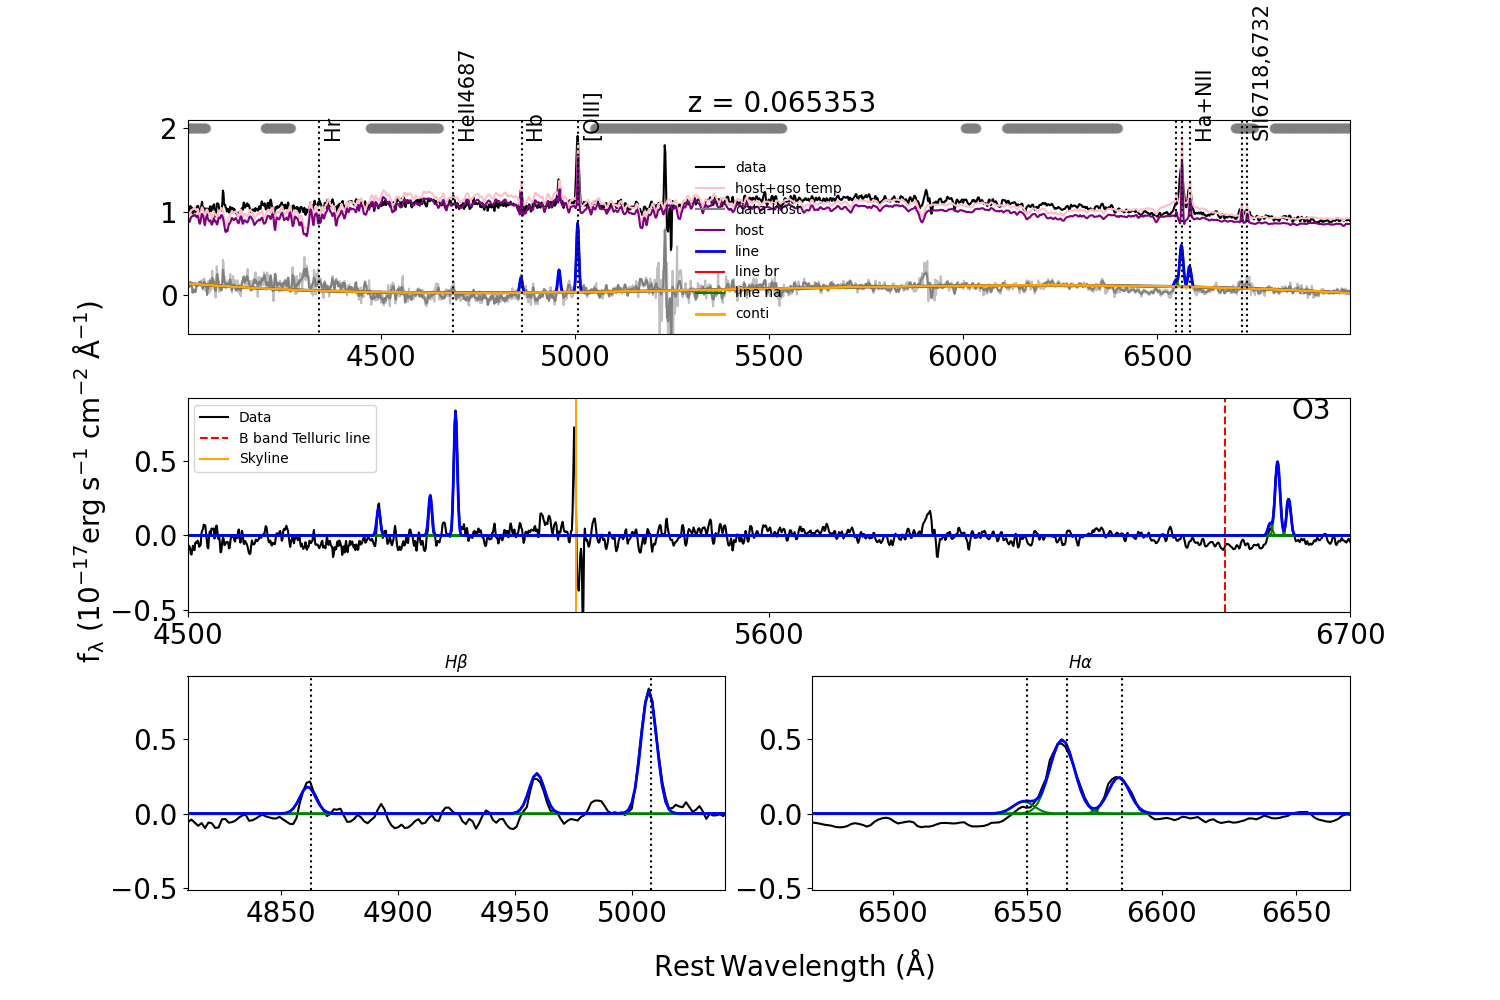 z = 0.065353
Hr
HeII4687
Hb
[OIII]
Ha+NII
SII6718,6732
2
1
0
data
host+qso temp
data-host
host
line
line br
line na
conti
4500 5000 5500 6000 6500
fλ (10⁻¹⁷erg s⁻¹ cm⁻² Å⁻¹)
Data
B band Telluric line
Skyline
O3
0.5
0.0
−0.5
4500 5600 6700
Hβ
0.5
0.0
−0.5
4850 4900 4950 5000
Hα
0.5
0.0
−0.5
6500 6550 6600 6650
Rest Wavelength (Å)